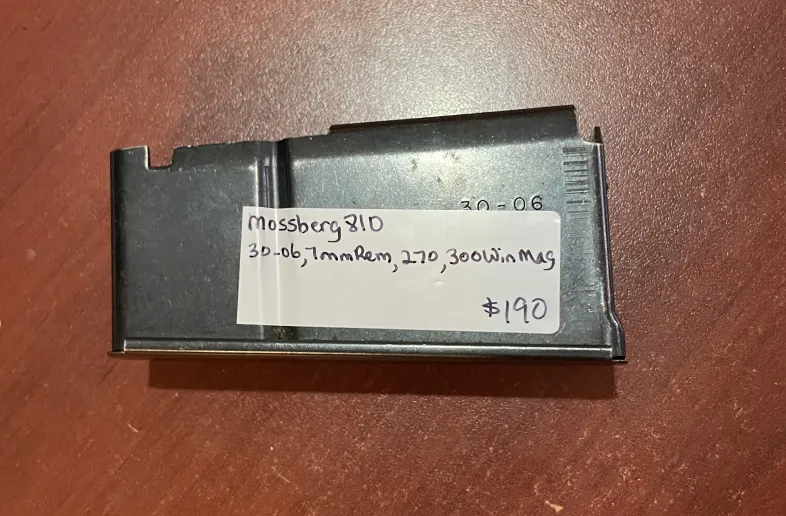 30-06
Mossberg 810
30-06, 7mmRem, 270, 300WinMag
$190